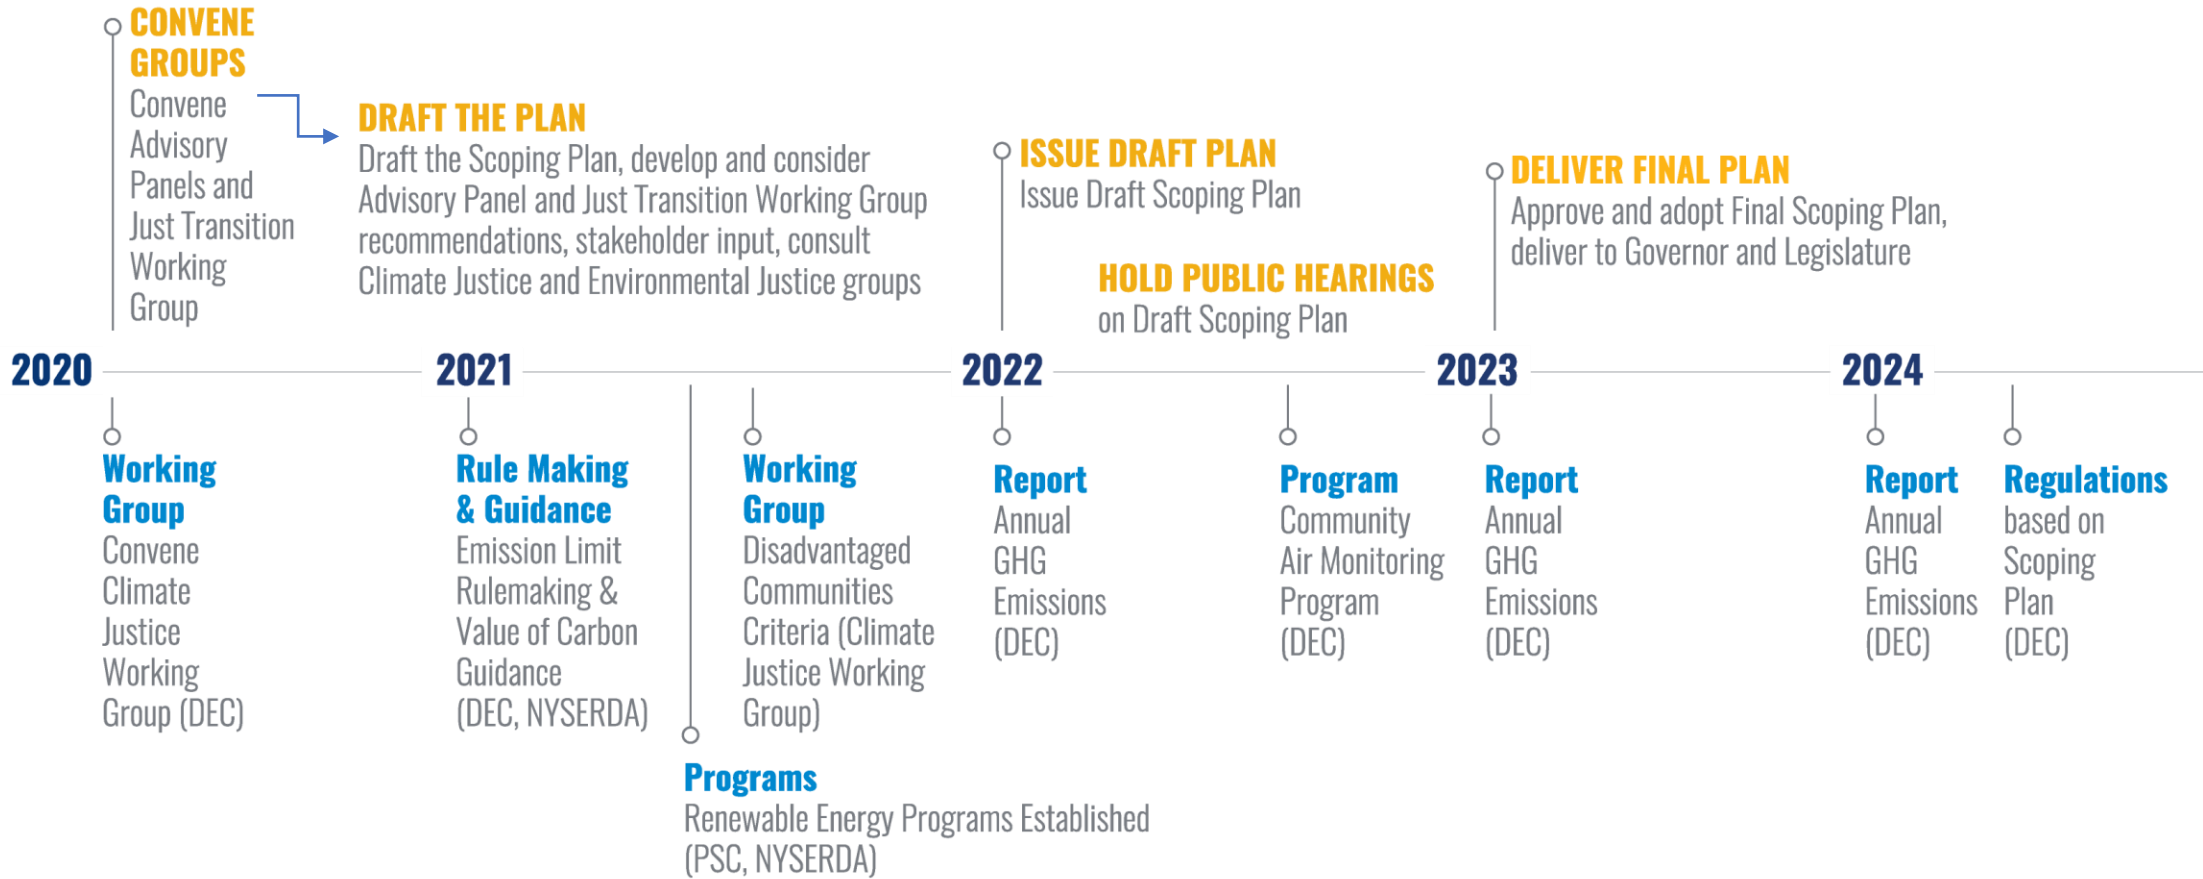 CONVENE
GROUPS
Convene
Advisory
Panels and
Just Transition
Working
Group
DRAFT THE PLAN
Draft the Scoping Plan, develop and consider
Advisory Panel and Just Transition Working Group
recommendations, stakeholder input, consult
Climate Justice and Environmental Justice groups
ISSUE DRAFT PLAN
Issue Draft Scoping Plan
HOLD PUBLIC HEARINGS
on Draft Scoping Plan
DELIVER FINAL PLAN
Approve and adopt Final Scoping Plan,
deliver to Governor and Legislature
2020
2021
2022
2023
2024
Working
Group
Convene
Climate
Justice
Working
Group (DEC)
Rule Making
& Guidance
Emission Limit
Rulemaking &
Value of Carbon
Guidance
(DEC, NYSERDA)
Programs
Renewable Energy Programs Established
(PSC, NYSERDA)
Working
Group
Disadvantaged
Communities
Criteria (Climate
Justice Working
Group)
Report
Annual
GHG
Emissions
(DEC)
Program
Community
Air Monitoring
Program
(DEC)
Report
Annual
GHG
Emissions
(DEC)
Report
Annual
GHG
Emissions
(DEC)
Regulations
based on
Scoping
Plan
(DEC)